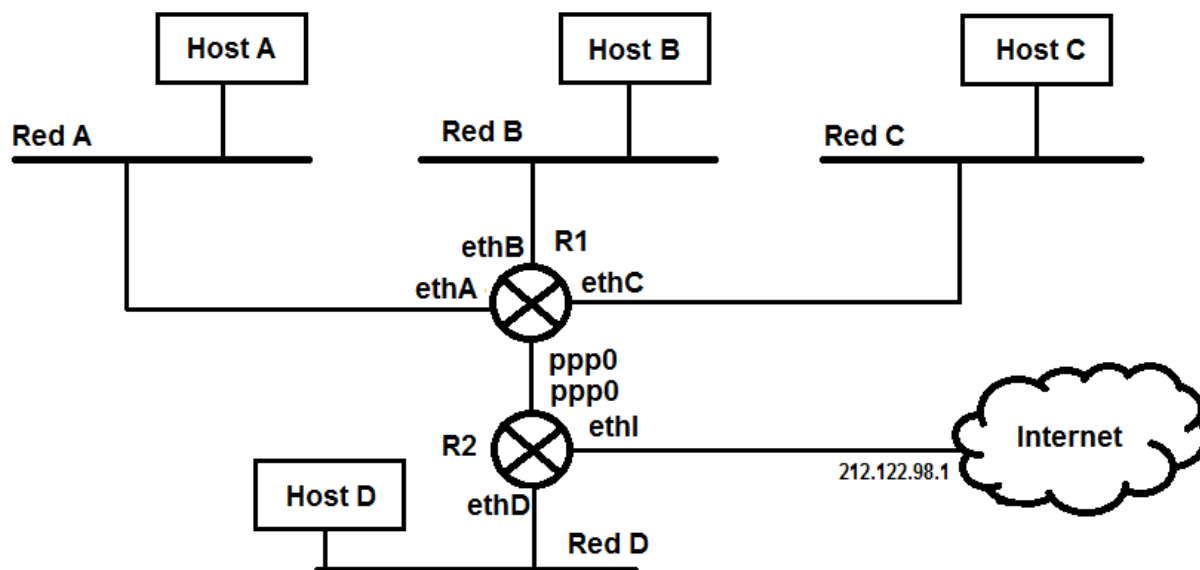 Host A
Host B
Host C
Red A
Red B
Red C
ethB
R1
ethA
ethC
ppp0
ppp0
R2
ethI
Internet
212.122.98.1
Host D
ethD
Red D